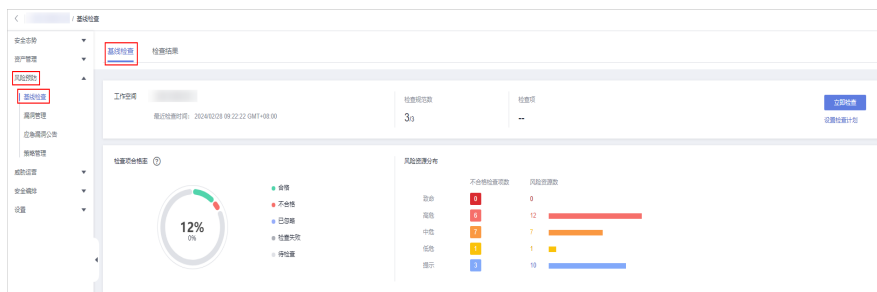 / 基线检查
安全态势
资产管理
风险预防
基线检查
漏洞管理
应急漏洞公告
策略管理
威胁运营
安全编排
设置
基线检查 检查结果
工作空间
最近检查时间： 2024/02/28 09:22:22 GMT+08:00
检查规范数
3/3
检查项
--
立即检查
设置检查计划
检查项合格率
12%
0%
合格
不合格
已忽略
检查失败
待检查
风险资源分布
不合格检查项数 风险资源数
致命 0 0
高危 6 12
中危 7 7
低危 1 1
提示 3 10